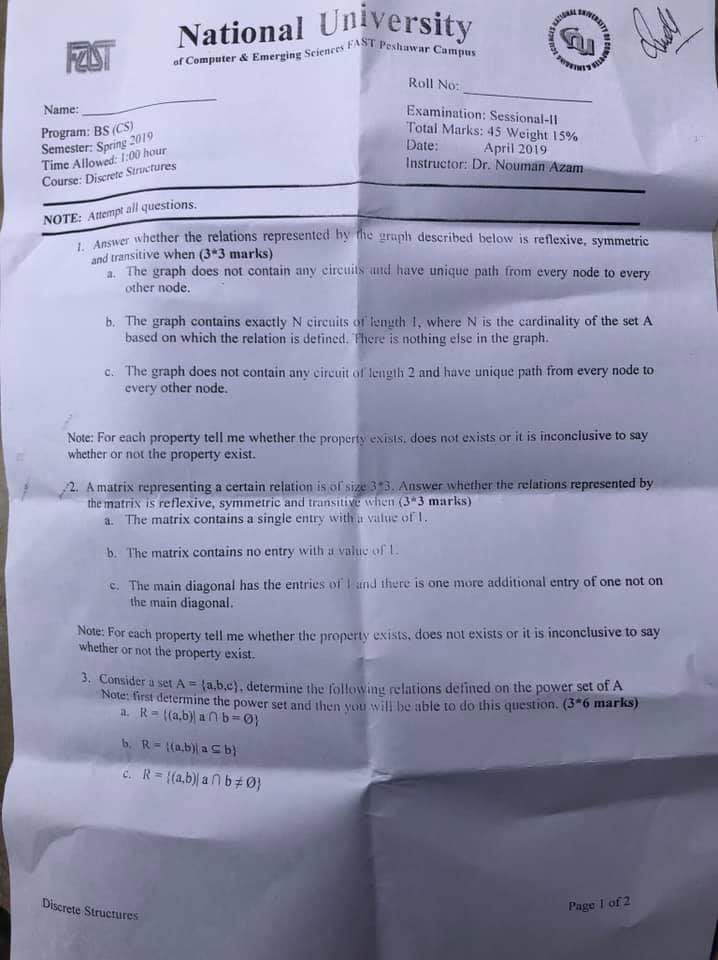 FAST
National University
of Computer & Emerging Sciences FAST Peshawar Campus
Roll No:
Name:
Program: BS (CS)
Semester: Spring 2019
Time Allowed: 1:00 hour
Course: Discrete Structures
Examination: Sessional-II
Total Marks: 45 Weight 15%
Date: April 2019
Instructor: Dr. Nouman Azam
NOTE: Attempt all questions.
1. Answer whether the relations represented by the graph described below is reflexive, symmetric
and transitive when (3*3 marks)
a. The graph does not contain any circuits and have unique path from every node to every
other node.
b. The graph contains exactly N circuits of length 1, where N is the cardinality of the set A
based on which the relation is defined. There is nothing else in the graph.
c. The graph does not contain any circuit of length 2 and have unique path from every node to
every other node.
Note: For each property tell me whether the property exists, does not exists or it is inconclusive to say
whether or not the property exist.
2. A matrix representing a certain relation is of size 3*3. Answer whether the relations represented by
the matrix is reflexive, symmetric and transitive when (3*3 marks)
a. The matrix contains a single entry with a value of 1.
b. The matrix contains no entry with a value of 1.
c. The main diagonal has the entries of 1 and there is one more additional entry of one not on
the main diagonal.
Note: For each property tell me whether the property exists, does not exists or it is inconclusive to say
whether or not the property exist.
3. Consider a set A = {a,b,c}, determine the following relations defined on the power set of A
Note: first determine the power set and then you will be able to do this question. (3*6 marks)
a. R = {(a,b)| a ∩ b = Ø}
b. R = {(a,b)| a ⊆ b}
c. R = {(a,b)| a ∩ b ≠ Ø}
Discrete Structures
Page 1 of 2